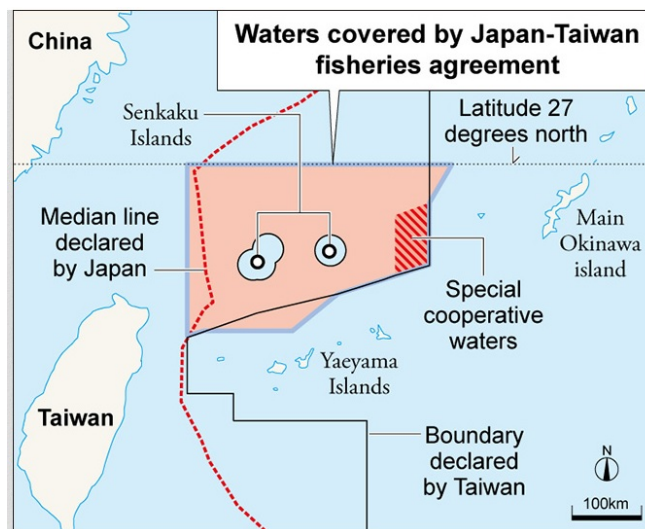 Waters covered by Japan-Taiwan
fisheries agreement
China
Senkaku
Islands
Latitude 27
degrees north
Median line
declared
by Japan
Main
Okinawa
island
Special
cooperative
waters
Yaeyama
Islands
Taiwan
Boundary
declared
by Taiwan
N
100km